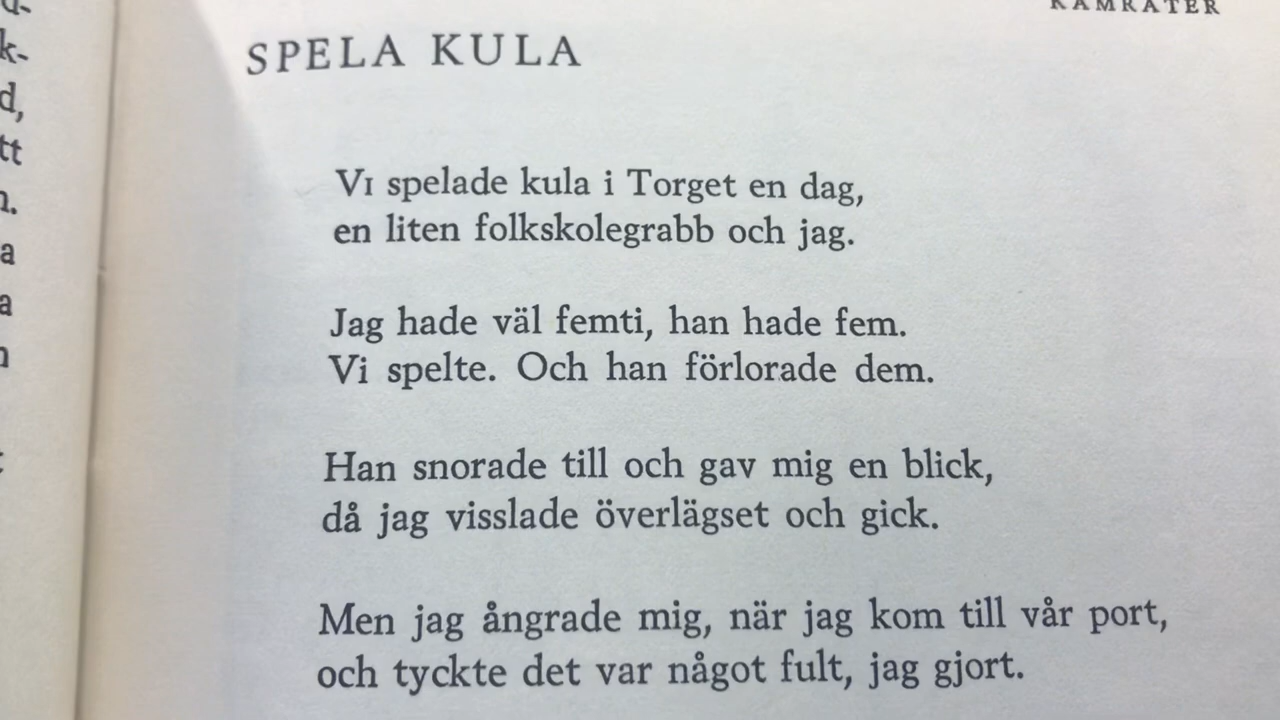 KAMRATER
SPELA KULA
VI spelade kula i Torget en dag,
en liten folkskolegrabb och jag.
Jag hade väl femti, han hade fem.
Vi spelte. Och han förlorade dem.
Han snorade till och gav mig en blick,
då jag visslade överlägset och gick.
Men jag ångrade mig, när jag kom till vår port,
och tyckte det var något fult, jag gjort.